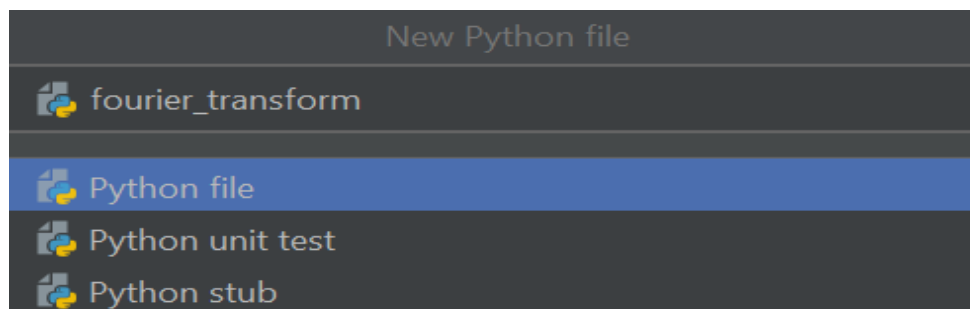 New Python file
fourier_transform
Python file
Python unit test
Python stub